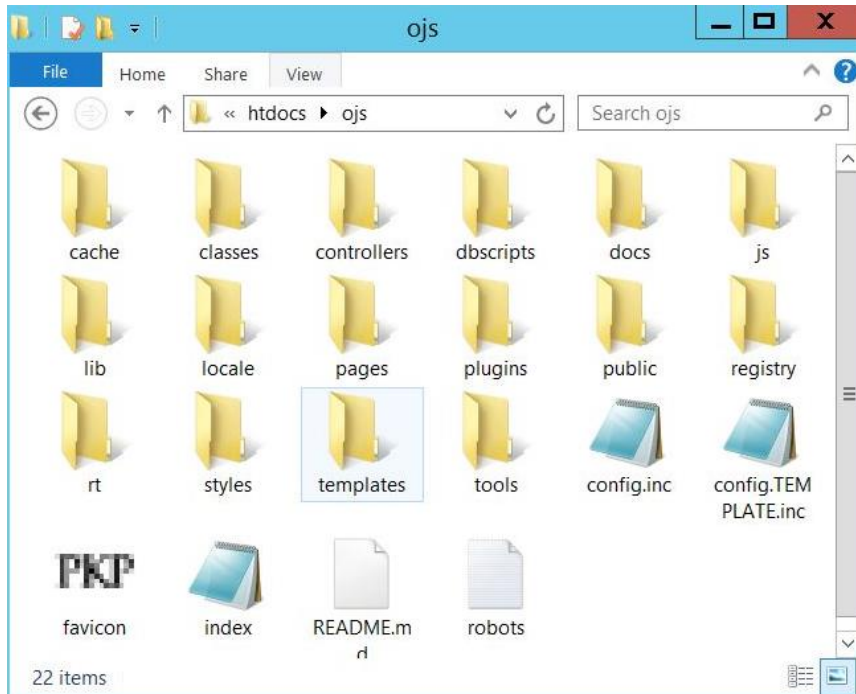 ojs
File Home Share View
« htdocs ojs Search ojs
cache classes controllers dbscripts docs js
lib locale pages plugins public registry
rt styles templates tools config.inc config.TEM
PLATE.inc
PKP
favicon index README.m robots
d
22 items